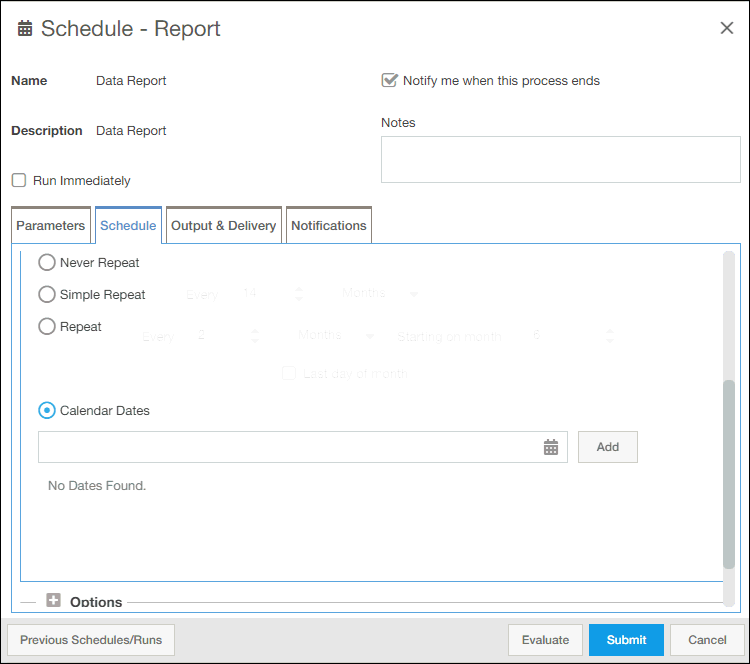 Schedule - Report
Name Data Report
Notify me when this process ends
Description Data Report
Notes
Run Immediately
Parameters Schedule Output & Delivery Notifications
Never Repeat
Simple Repeat Every 14 Months
Repeat
Every 2 Months Starting on month 6
Last day of month
Calendar Dates
Add
No Dates Found.
Options
Previous Schedules/Runs Evaluate Submit Cancel